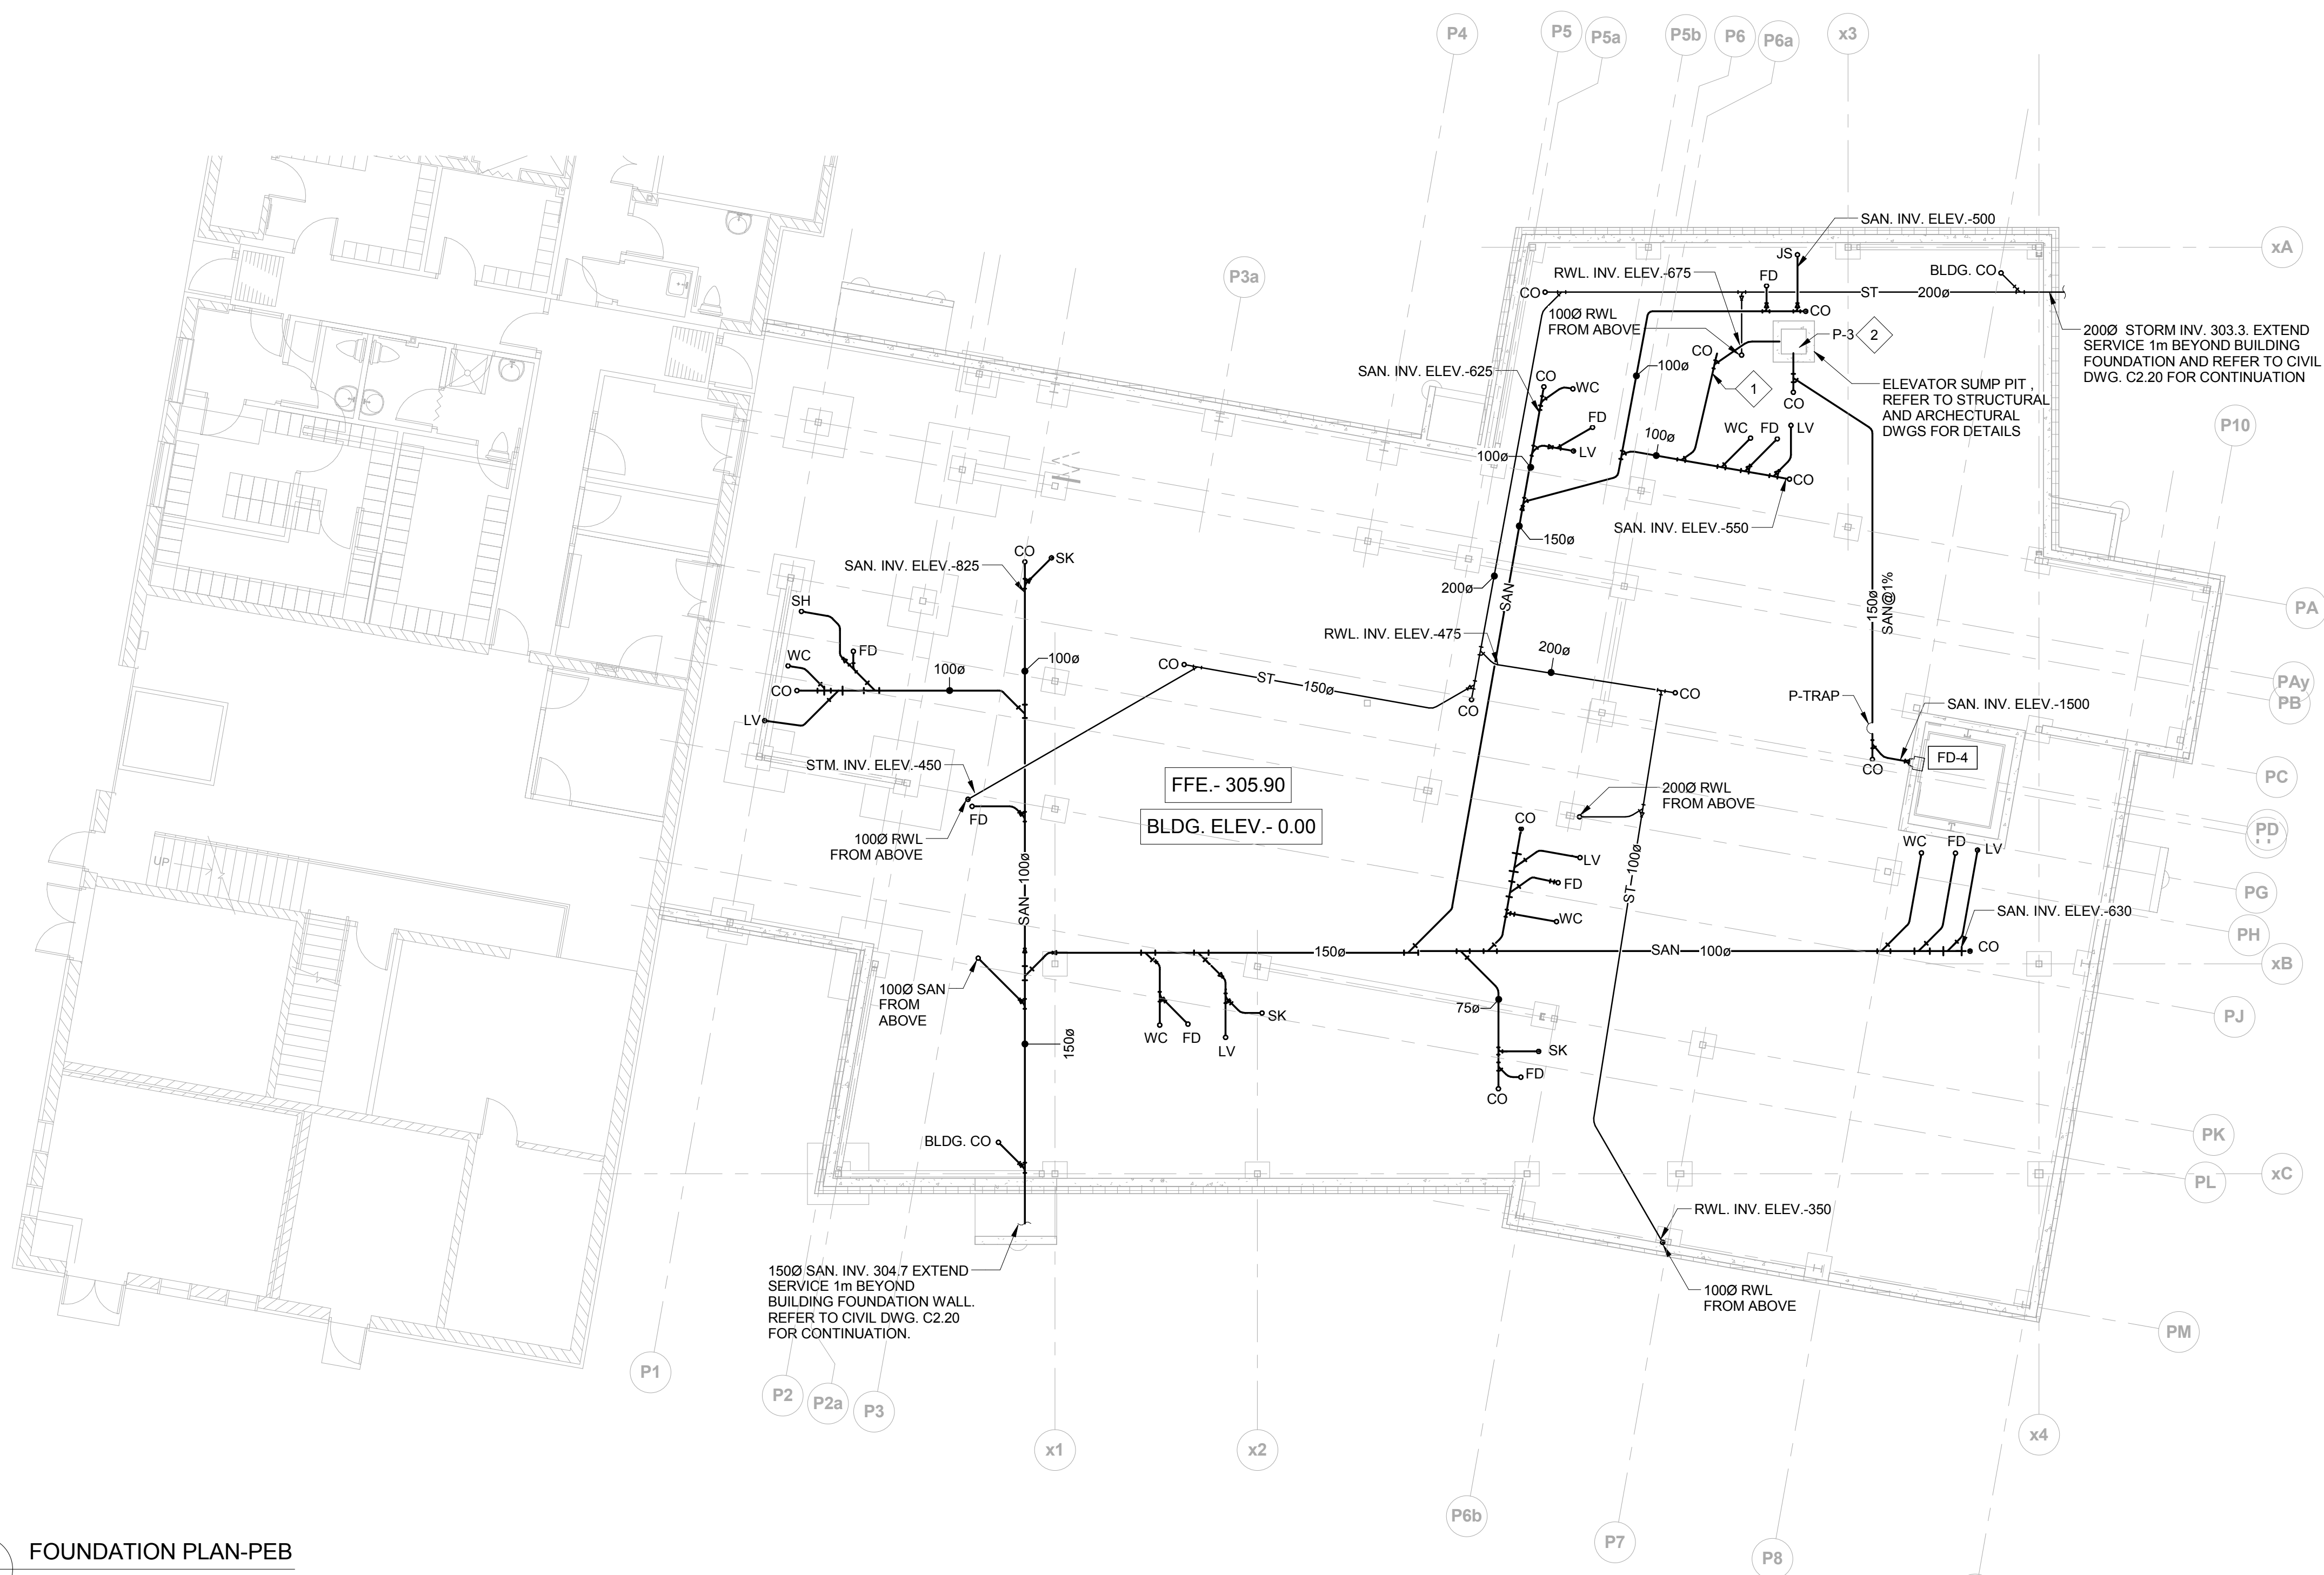 P4
P5
P5a
P5b
P6
P6a
x3
P3a
xA
SAN. INV. ELEV.-500
JS
RWL. INV. ELEV.-675
FD
BLDG. CO
CO
ST
200ø
CO
100Ø RWL
FROM ABOVE
P-3
2
200Ø STORM INV. 303.3. EXTEND
SERVICE 1m BEYOND BUILDING
FOUNDATION AND REFER TO CIVIL
DWG. C2.20 FOR CONTINUATION
CO
SAN. INV. ELEV.-625
CO
WC
100ø
1
CO
ELEVATOR SUMP PIT ,
REFER TO STRUCTURAL
AND ARCHECTURAL
DWGS FOR DETAILS
P10
FD
LV
100ø
100ø
WC
FD
LV
CO
SAN. INV. ELEV.-550
150ø
CO
SK
SAN. INV. ELEV.-825
SH
200ø
SAN
150ø
SAN@1%
PA
RWL. INV. ELEV.-475
WC
FD
100ø
100ø
CO
ST
150ø
200ø
CO
CO
CO
LV
P-TRAP
SAN. INV. ELEV.-1500
PAy
PB
STM. INV. ELEV.-450
FFE.- 305.90
BLDG. ELEV.- 0.00
CO
FD-4
PC
200Ø RWL
FROM ABOVE
FD
100Ø RWL
FROM ABOVE
CO
LV
FD
WC
ST
100ø
WC
FD
LV
PD
PG
SAN
100ø
SAN. INV. ELEV.-630
PH
150ø
SAN
100ø
CO
xB
100Ø SAN
FROM
ABOVE
75ø
150ø
WC
FD
LV
SK
SK
FD
CO
PJ
BLDG. CO
PK
xC
PL
UP
RWL. INV. ELEV.-350
150Ø SAN. INV. 304.7 EXTEND
SERVICE 1m BEYOND
BUILDING FOUNDATION WALL.
REFER TO CIVIL DWG. C2.20
FOR CONTINUATION.
100Ø RWL
FROM ABOVE
PM
P1
P2
P2a
P3
x1
x2
x4
P6b
P7
P8
FOUNDATION PLAN-PEB